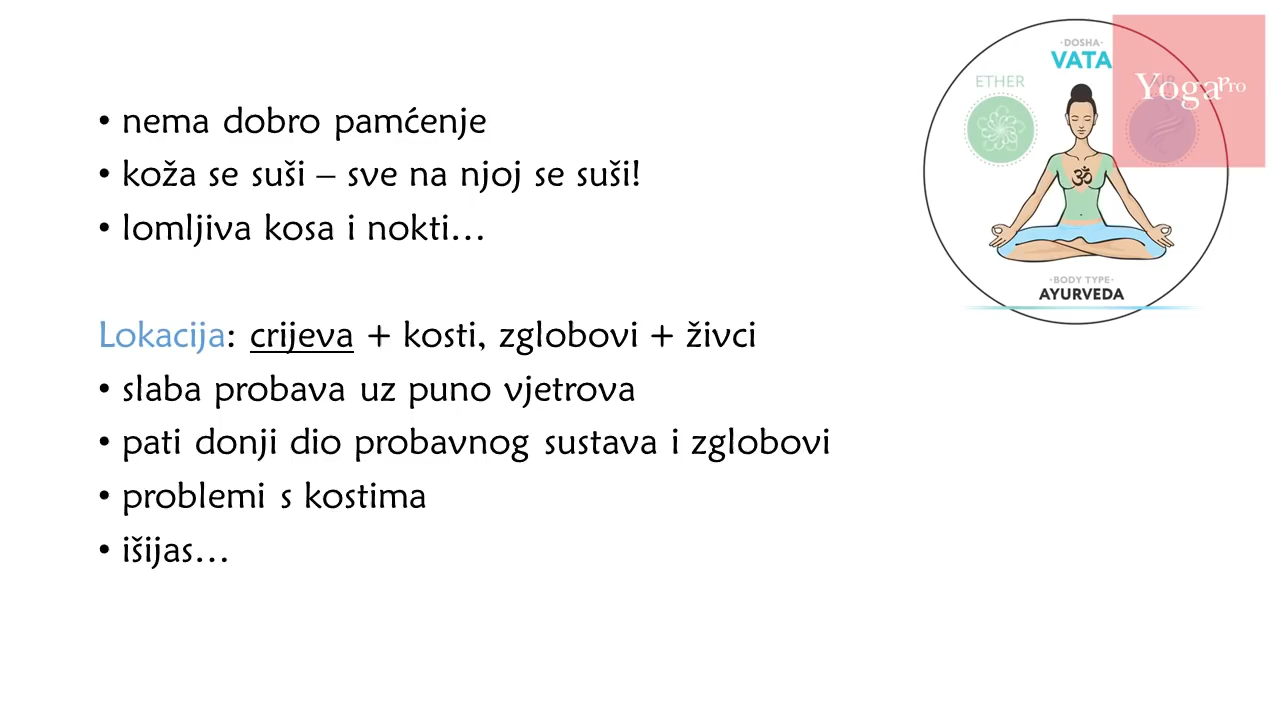 • nema dobro pamćenje
• koža se suši – sve na njoj se suši!
• lomljiva kosa i nokti…
Lokacija: crijeva + kosti, zglobovi + živci
• slaba probava uz puno vjetrova
• pati donji dio probavnog sustava i zglobovi
• problemi s kostima
• išijas…
·DOSHA·
VATA
ETHER
AIR
YogaPro
·BODY TYPE·
AYURVEDA